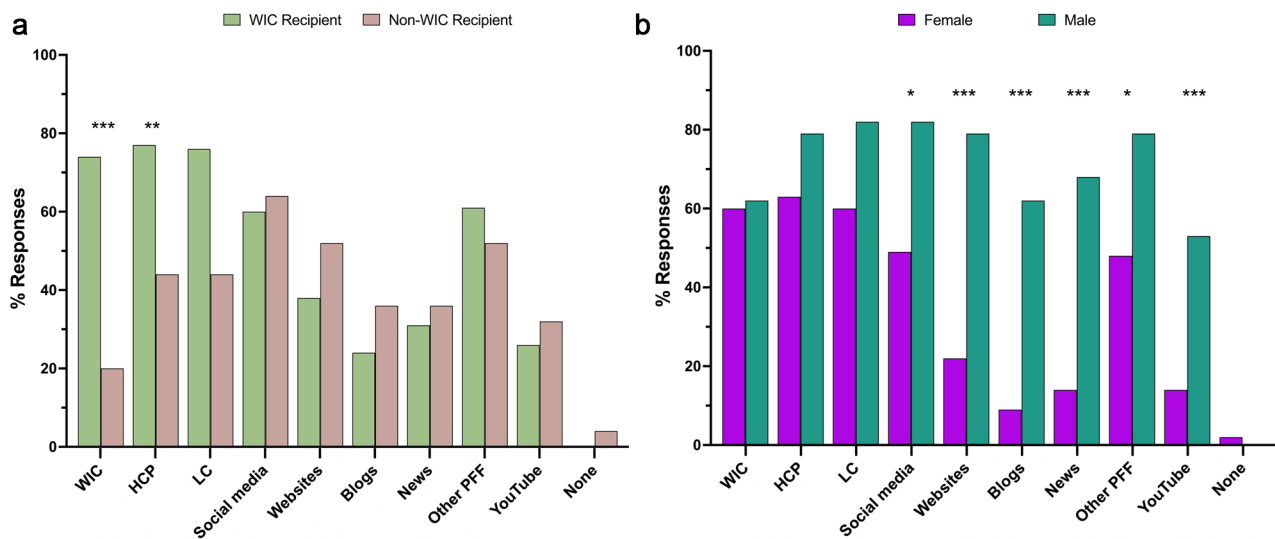 a
WIC Recipient Non-WIC Recipient
% Responses
100
80
60
40
20
0
*** **
WIC HCP LC Social media Websites Blogs News Other PFF YouTube None
b
Female Male
% Responses
100
80
60
40
20
0
* *** *** *** * ***
WIC HCP LC Social media Websites Blogs News Other PFF YouTube None